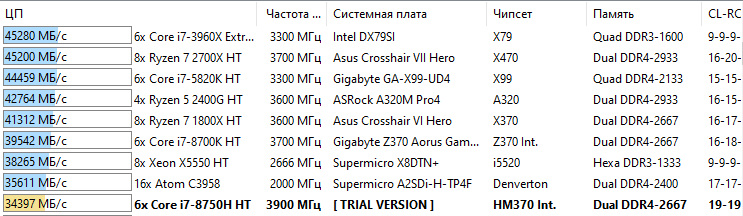 ЦП Частота ... Системная плата Чипсет Память CL-RC
45280 МБ/с 6x Core i7-3960X Extr... 3300 МГц Intel DX79SI X79 Quad DDR3-1600 9-9-9-
45200 МБ/с 8x Ryzen 7 2700X HT 3700 МГц Asus Crosshair VII Hero X470 Dual DDR4-2933 16-20-
44459 МБ/с 6x Core i7-5820K HT 3300 МГц Gigabyte GA-X99-UD4 X99 Quad DDR4-2133 15-15-
42764 МБ/с 4x Ryzen 5 2400G HT 3600 МГц ASRock A320M Pro4 A320 Dual DDR4-2933 16-15-
41312 МБ/с 8x Ryzen 7 1800X HT 3600 МГц Asus Crosshair VI Hero X370 Dual DDR4-2667 16-17-
39542 МБ/с 6x Core i7-8700K HT 3700 МГц Gigabyte Z370 Aorus Gam... Z370 Int. Dual DDR4-2667 16-18-
38265 МБ/с 8x Xeon X5550 HT 2666 МГц Supermicro X8DTN+ i5520 Hexa DDR3-1333 9-9-9-
35611 МБ/с 16x Atom C3958 2000 МГц Supermicro A2SDi-H-TP4F Denverton Dual DDR4-2400 17-17-
34397 МБ/с 6x Core i7-8750H HT 3900 МГц [ TRIAL VERSION ] HM370 Int. Dual DDR4-2667 19-19